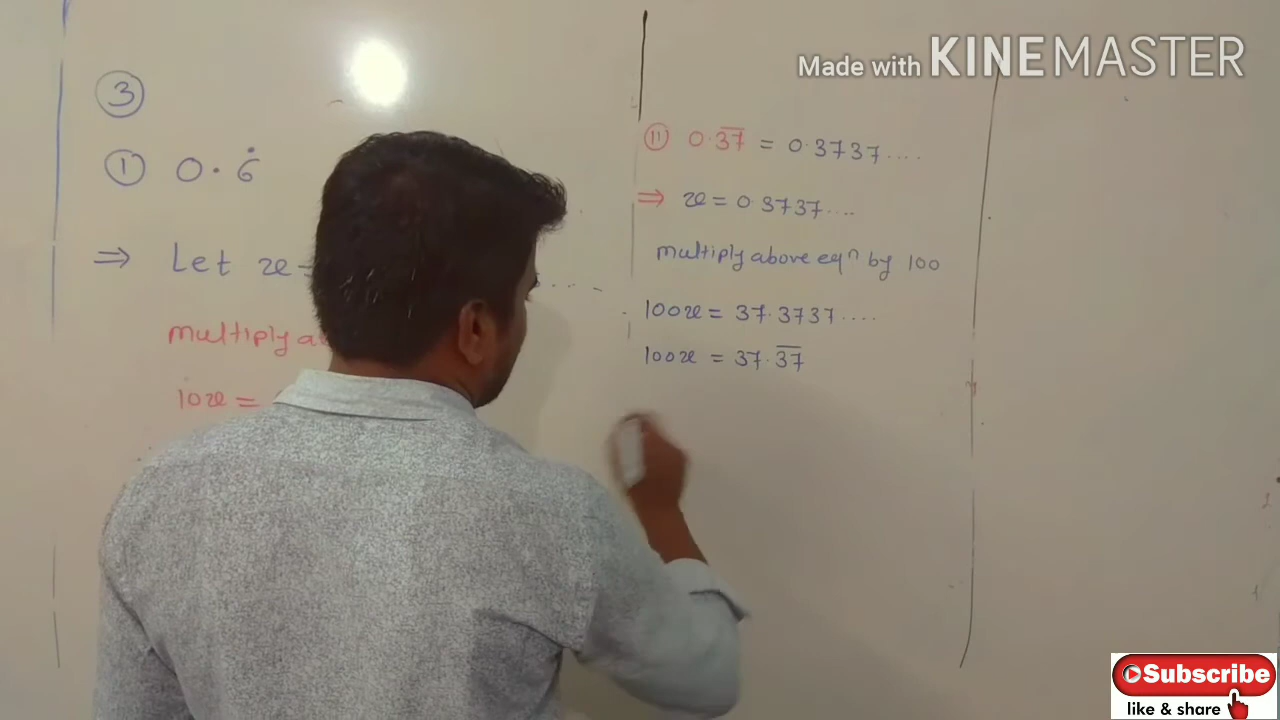 ③
① 0.6̇
⇒ Let x =
multiply
10x =
Made with KINEMASTER
⑪ 0.3̅7̅ = 0.3737....
⇒ x = 0.3737....
multiply above eqⁿ by 100
100x = 37.3737....
100x = 37.3̅7̅
Subscribe
like & share